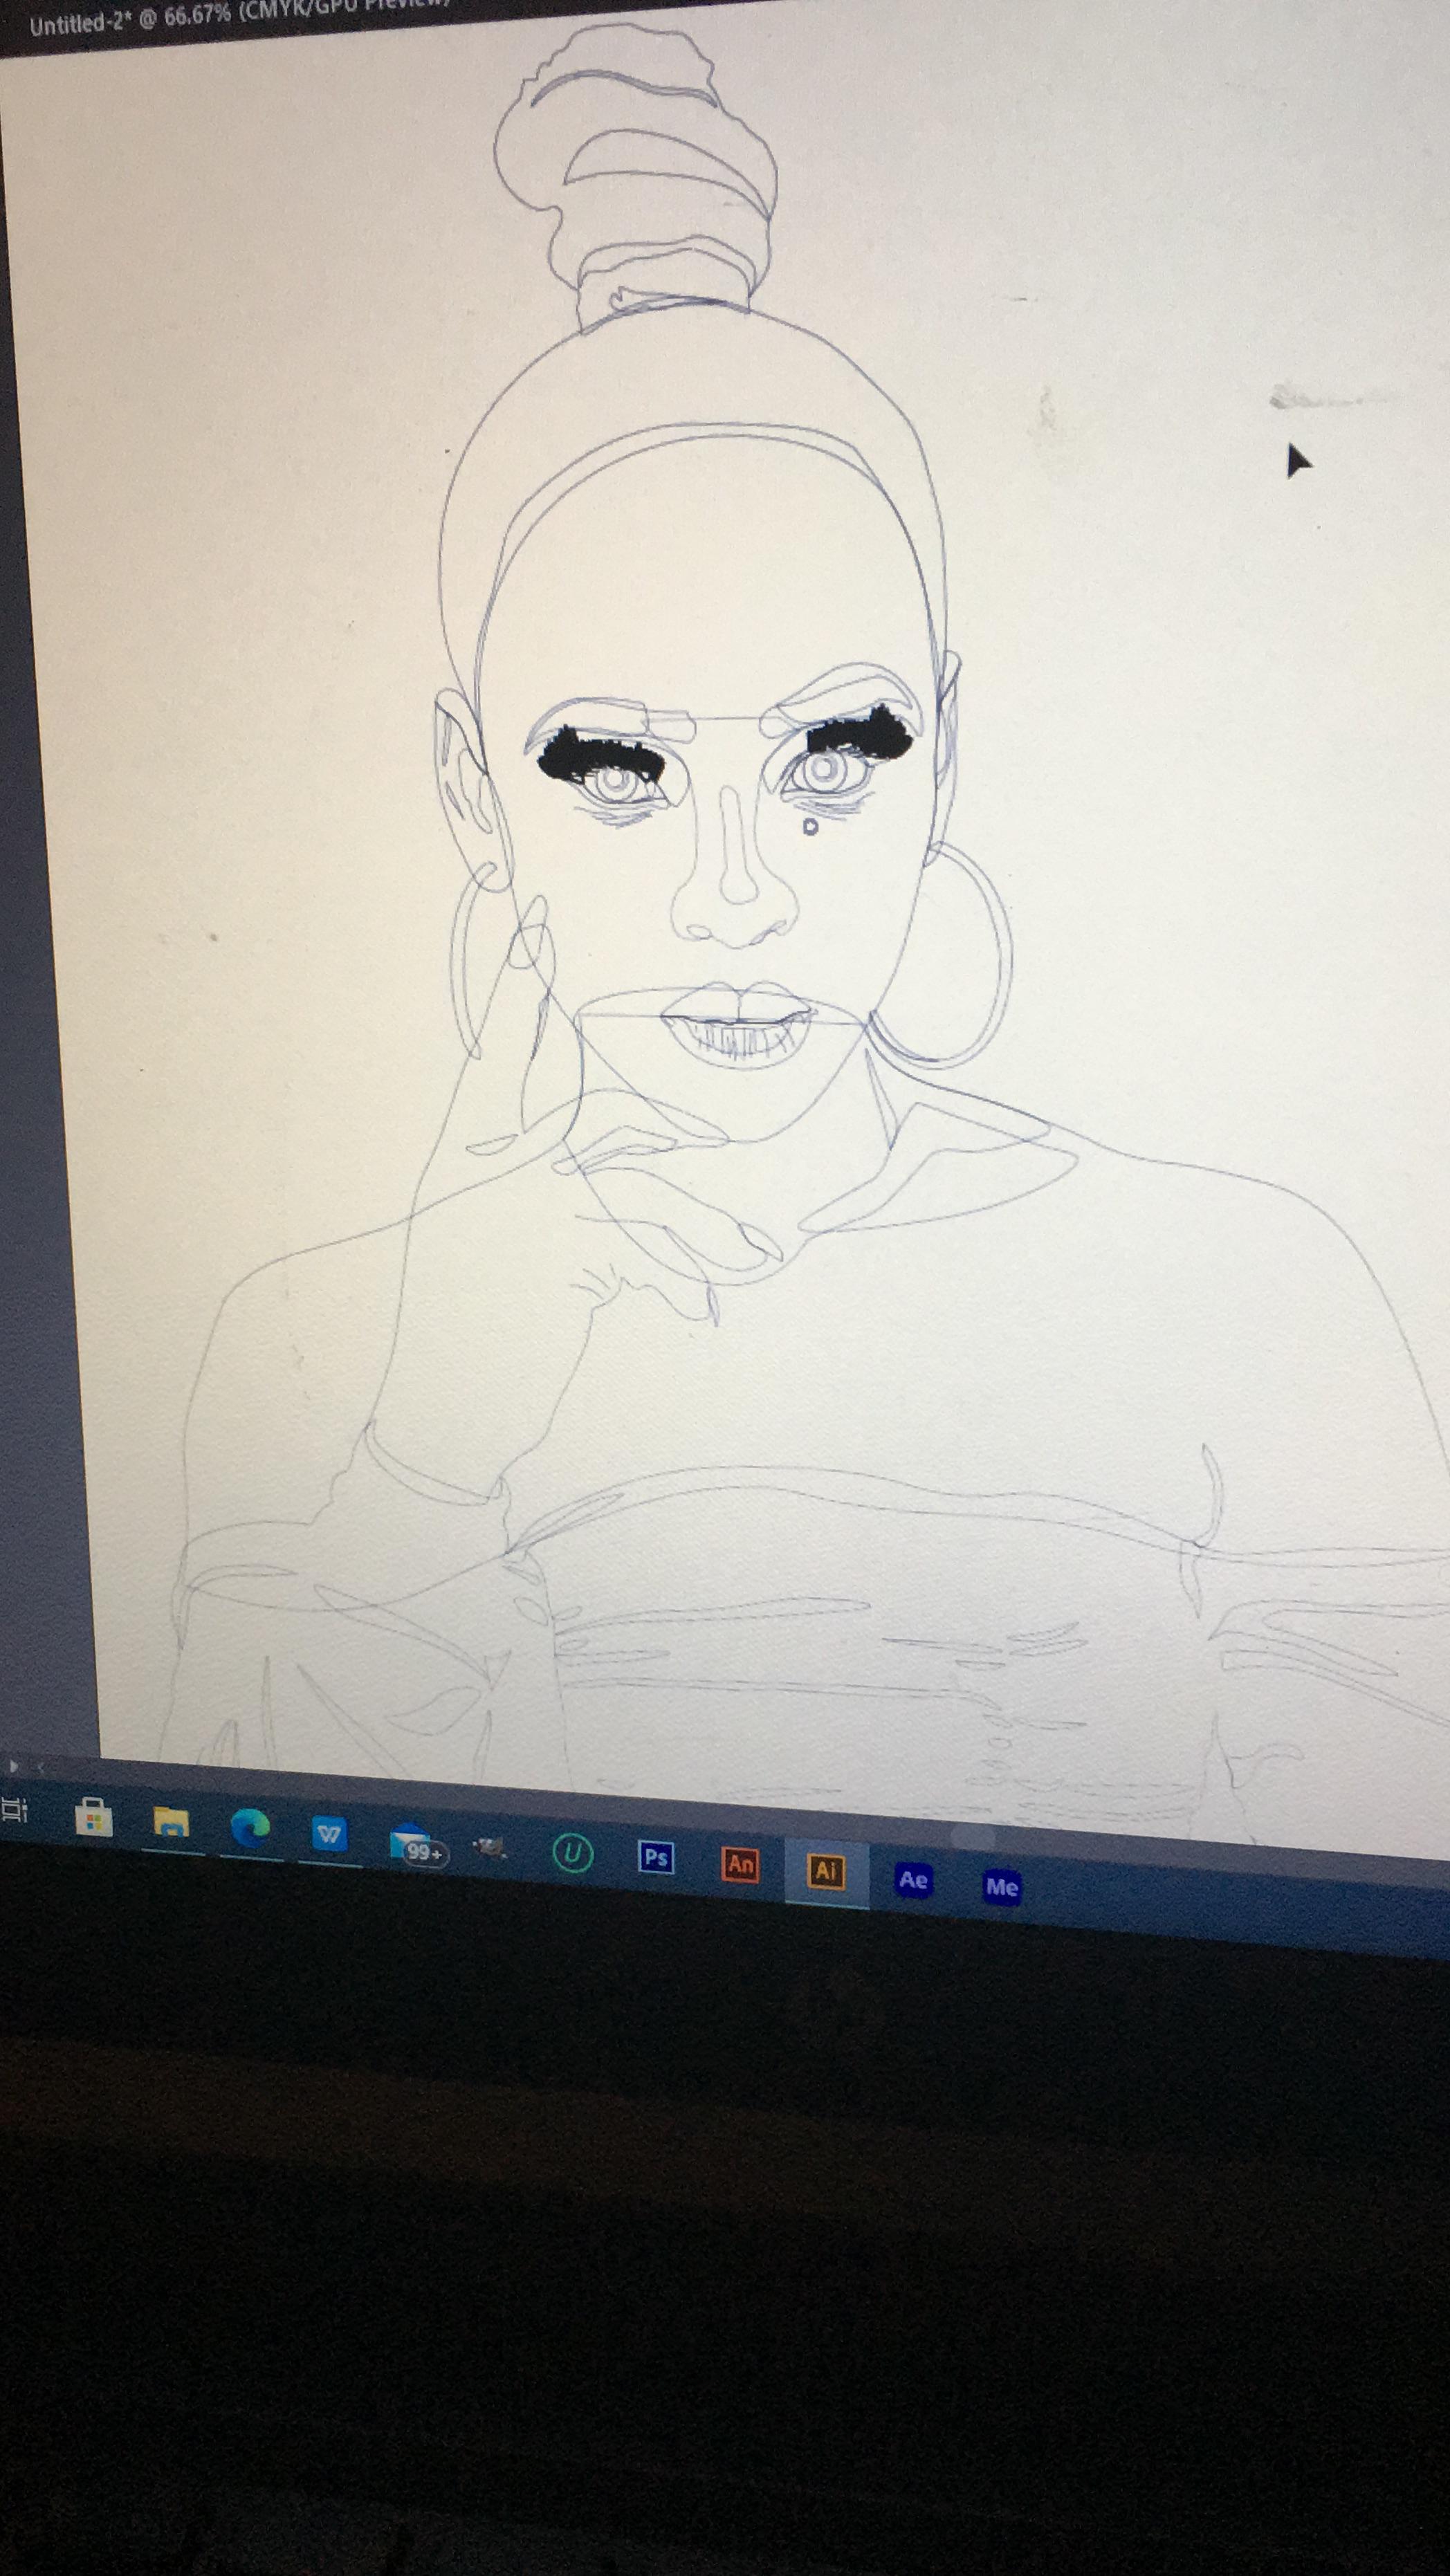 Untitled-2* @ 66.67% (CMYK/GPU Preview)
W
99+
U
Ps
An
Ai
Ae
Me